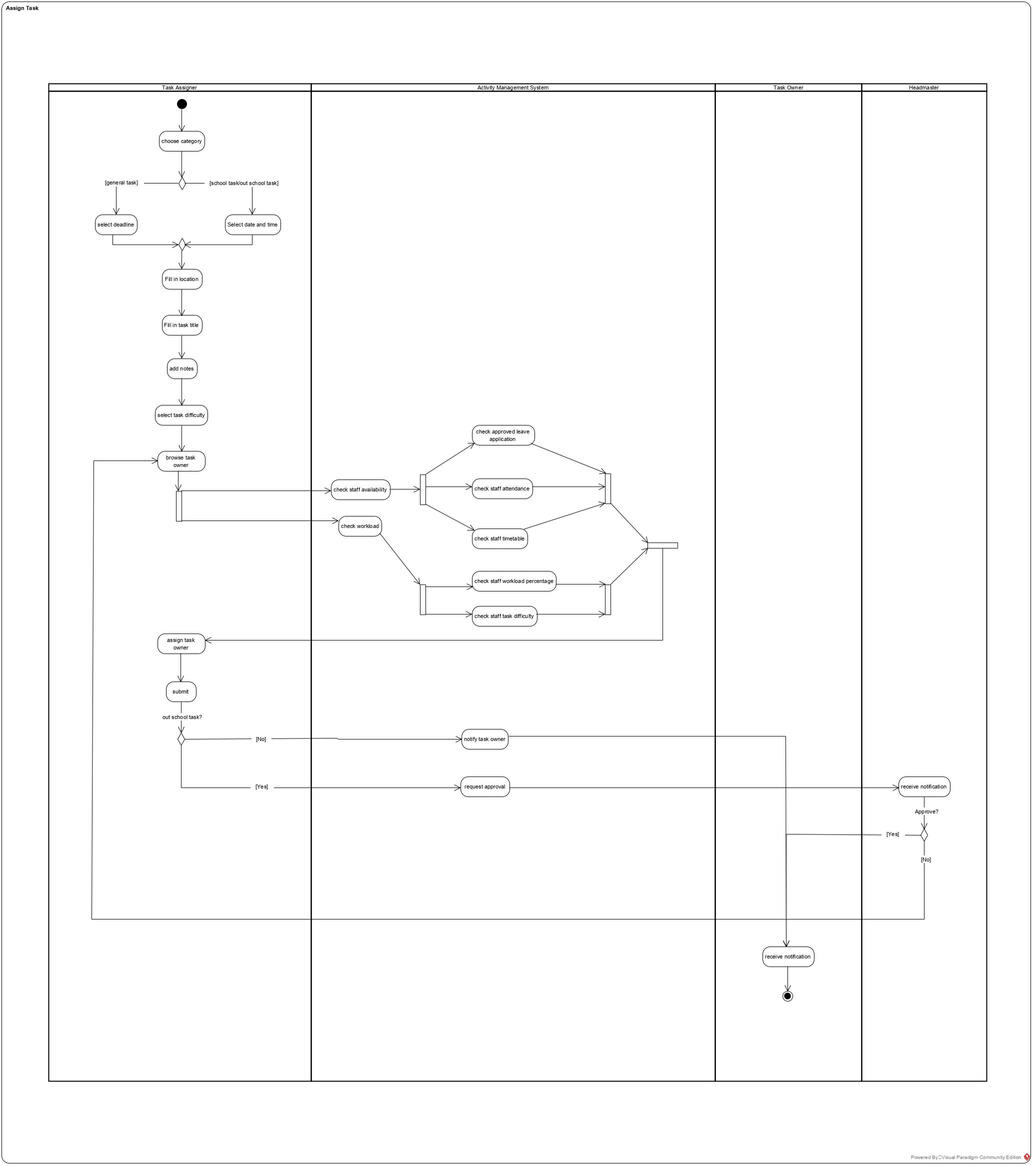 Assign Task
Task Assigner
Activity Management System
Task Owner
Headmaster
choose category
[general task]
[school task/out school task]
select deadline
Select date and time
Fill in location
Fill in task title
add notes
select task difficulty
browse task
owner
check approved leave
application
check staff availability
check staff attendance
check workload
check staff timetable
check staff workload percentage
check staff task difficulty
assign task
owner
submit
out school task?
[No]
notify task owner
[Yes]
request approval
receive notification
Approve?
[Yes]
[No]
receive notification
Powered By Visual Paradigm Community Edition